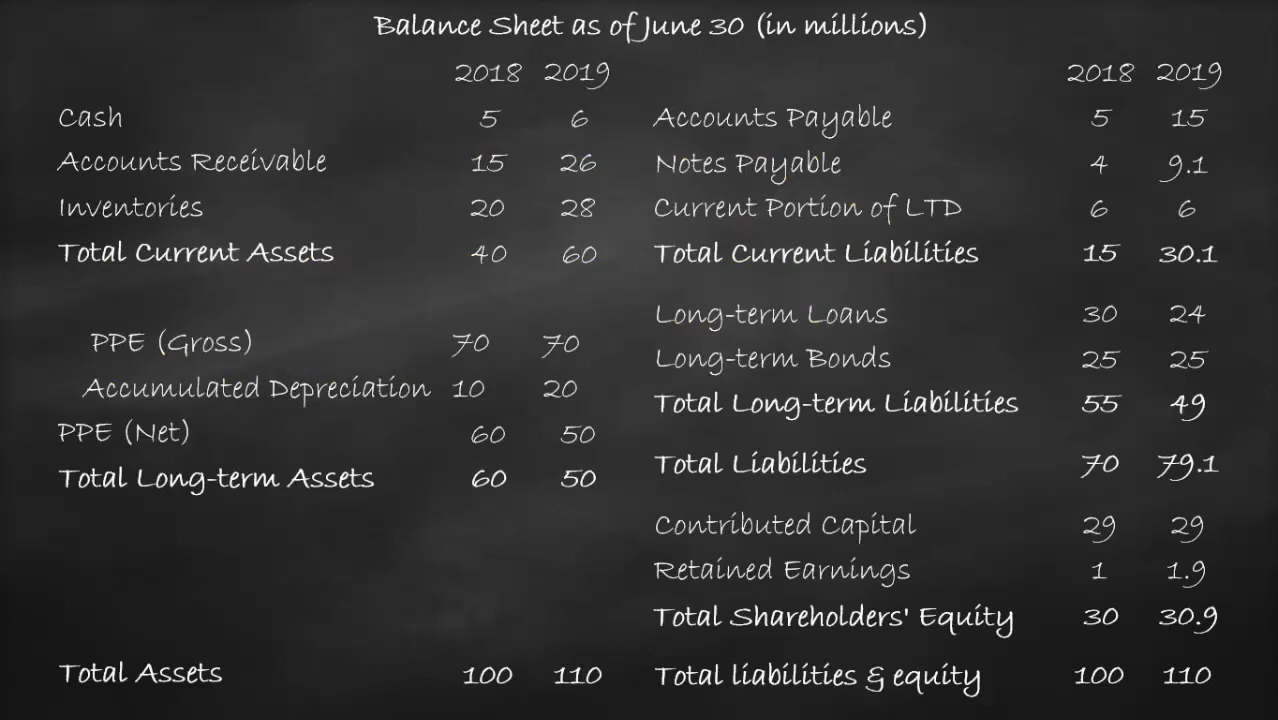 Balance Sheet as of June 30 (in millions)
2018 2019 2018 2019
Cash 5 6 Accounts Payable 5 15
Accounts Receivable 15 26 Notes Payable 4 9.1
Inventories 20 28 Current Portion of LTD 6 6
Total Current Assets 40 60 Total Current Liabilities 15 30.1
Long-term Loans 30 24
PPE (Gross) 70 70
Long-term Bonds 25 25
Accumulated Depreciation 10 20
Total Long-term Liabilities 55 49
PPE (Net) 60 50
Total Liabilities 70 79.1
Total Long-term Assets 60 50
Contributed Capital 29 29
Retained Earnings 1 1.9
Total Shareholders' Equity 30 30.9
Total Assets 100 110 Total liabilities & equity 100 110